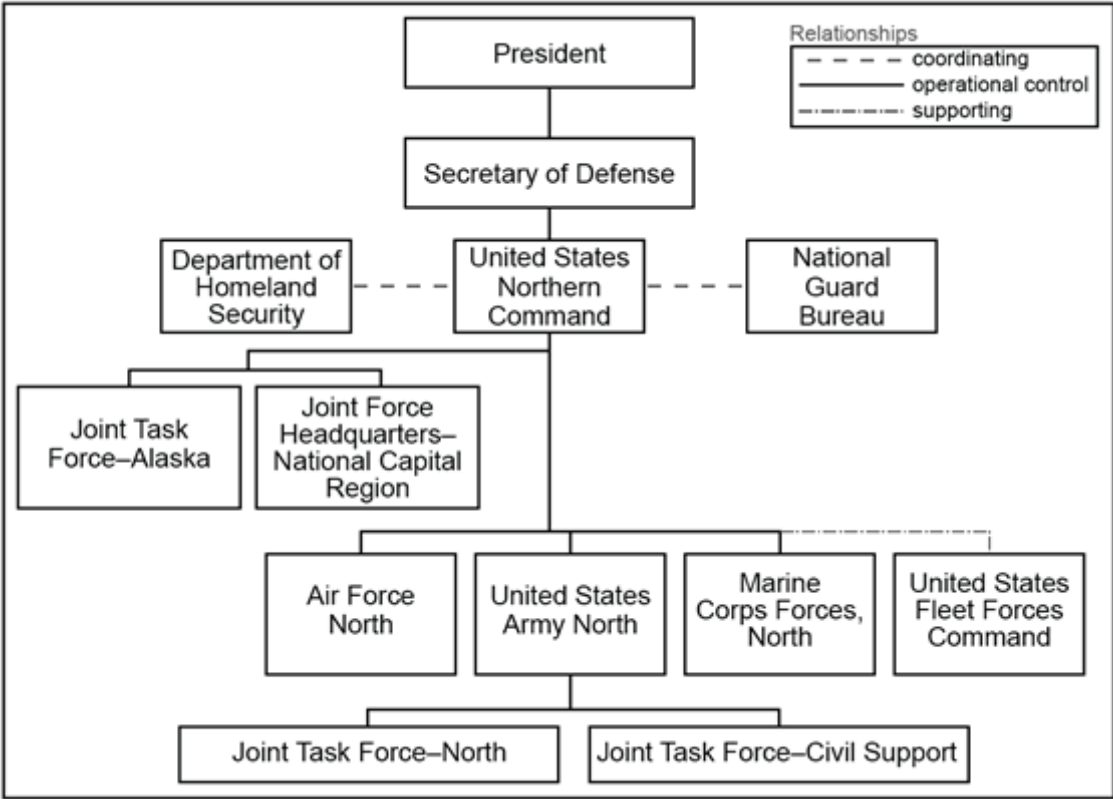 President
Relationships
coordinating
operational control
supporting
Secretary of Defense
Department of
Homeland
Security
United States
Northern
Command
National
Guard
Bureau
Joint Task
Force–Alaska
Joint Force
Headquarters–
National Capital
Region
Air Force
North
United States
Army North
Marine
Corps Forces,
North
United States
Fleet Forces
Command
Joint Task Force–North
Joint Task Force–Civil Support